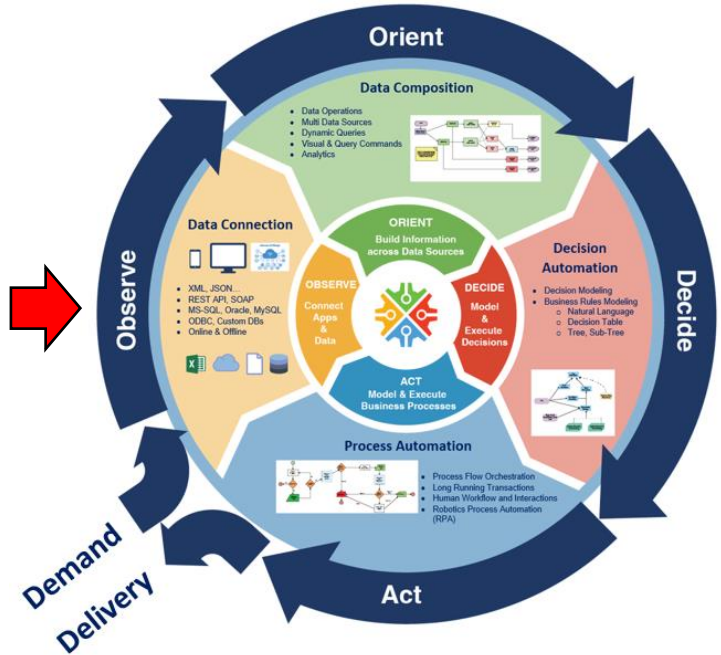 Orient
Data Composition
Data Operations
Multi Data Sources
Dynamic Queries
Visual & Query Commands
Analytics
Observe
Data Connection
XML, JSON...
REST API, SOAP
MS-SQL, Oracle, MySQL
ODBC, Custom DBs
Online & Offline
ORIENT
Build Information
across Data Sources
OBSERVE
Connect
Apps
&
Data
DECIDE
Model
&
Execute
Decisions
ACT
Model & Execute
Business Processes
Decision
Automation
Decision Modeling
Business Rules Modeling
Natural Language
Decision Table
Tree, Sub-Tree
Decide
Process Automation
Process Flow Orchestration
Long Running Transactions
Human Workflow and Interactions
Robotics Process Automation
(RPA)
Act
Demand
Delivery